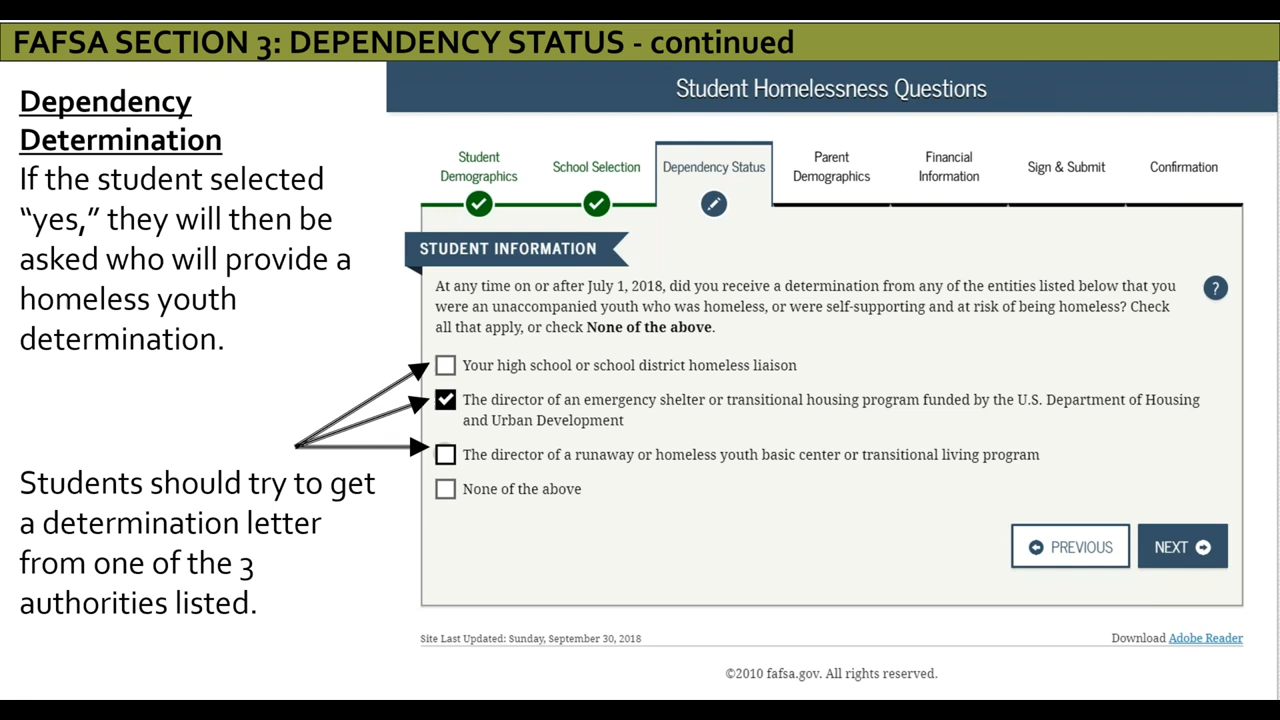 FAFSA SECTION 3: DEPENDENCY STATUS - continued
Dependency
Determination
If the student selected
“yes,” they will then be
asked who will provide a
homeless youth
determination.
Students should try to get
a determination letter
from one of the 3
authorities listed.
Student Homelessness Questions
Student
Demographics
School Selection
Dependency Status
Parent
Demographics
Financial
Information
Sign & Submit
Confirmation
STUDENT INFORMATION
At any time on or after July 1, 2018, did you receive a determination from any of the entities listed below that you
were an unaccompanied youth who was homeless, or were self-supporting and at risk of being homeless? Check
all that apply, or check None of the above.
?
Your high school or school district homeless liaison
The director of an emergency shelter or transitional housing program funded by the U.S. Department of Housing
and Urban Development
The director of a runaway or homeless youth basic center or transitional living program
None of the above
PREVIOUS
NEXT
Site Last Updated: Sunday, September 30, 2018
Download Adobe Reader
©2010 fafsa.gov. All rights reserved.